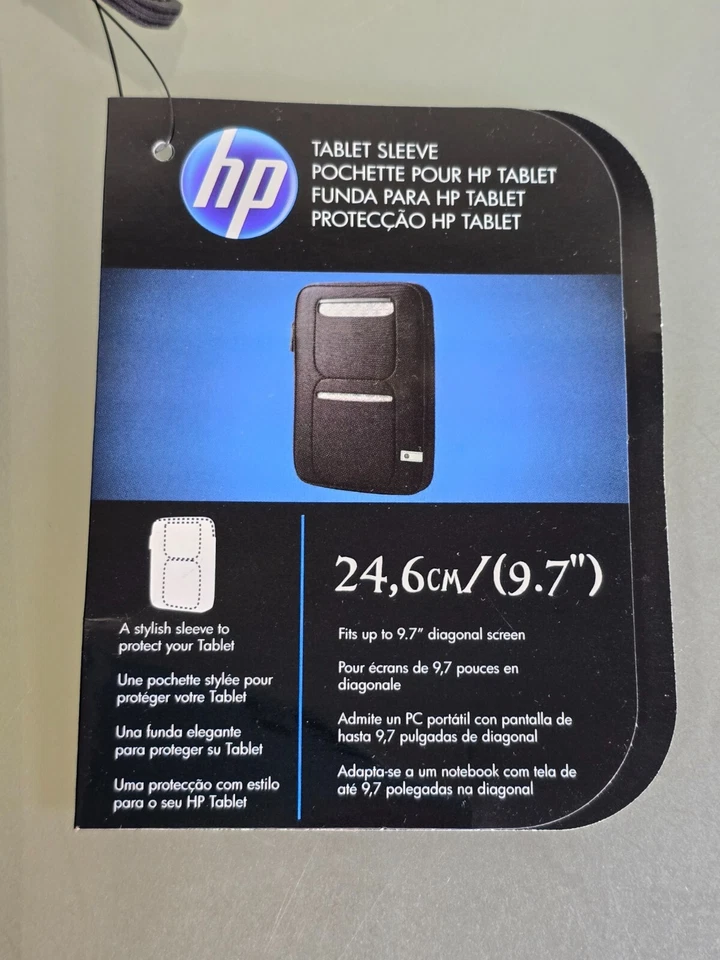 hp
TABLET SLEEVE
POCHETTE POUR HP TABLET
FUNDA PARA HP TABLET
PROTECÇÃO HP TABLET
A stylish sleeve to
protect your Tablet
Une pochette stylée pour
protéger votre Tablet
Una funda elegante
para proteger su Tablet
Uma protecção com estilo
para o seu HP Tablet
24,6CM/(9.7")
Fits up to 9.7" diagonal screen
Pour écrans de 9,7 pouces en
diagonale
Admite un PC portátil con pantalla de
hasta 9,7 pulgadas de diagonal
Adapta-se a um notebook com tela de
até 9,7 polegadas na diagonal